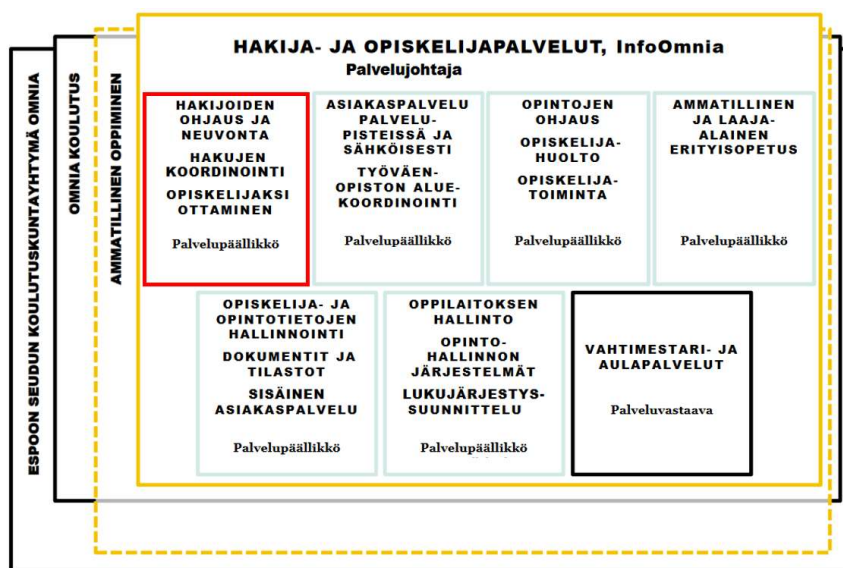 ESPOON SEUDUN KOULUTUSKUNTAYHTYMÄ OMNIA
OMNIA KOULUTUS
AMMATILLINEN OPPIMINEN
HAKIJA- JA OPISKELIJAPALVELUT, InfoOmnia
Palvelujohtaja
HAKIJOIDEN
OHJAUS JA
NEUVONTA
HAKUJEN
KOORDINOINTI
OPISKELIJAKSI
OTTAMINEN
Palvelupäällikkö
ASIAKASPALVELU
PALVELU-
PISTEISSÄ JA
SÄHKÖISESTI
TYÖVÄEN-
OPISTON ALUE-
KOORDINOINTI
Palvelupäällikkö
OPINTOJEN
OHJAUS
OPISKELIJA-
HUOLTO
OPISKELIJA-
TOIMINTA
Palvelupäällikkö
AMMATILLINEN
JA LAAJA-
ALAINEN
ERITYISOPETUS
Palvelupäällikkö
OPISKELIJA- JA
OPINTOTIETOJEN
HALLINNOINTI
DOKUMENTIT JA
TILASTOT
SISÄINEN
ASIAKASPALVELU
Palvelupäällikkö
OPPILAITOKSEN
HALLINTO
OPINTO-
HALLINNON
JÄRJESTELMÄT
LUKUJÄRJESTYS-
SUUNNITTELU
Palvelupäällikkö
VAHTIMESTARI- JA
AULAPALVELUT
Palveluvastaava